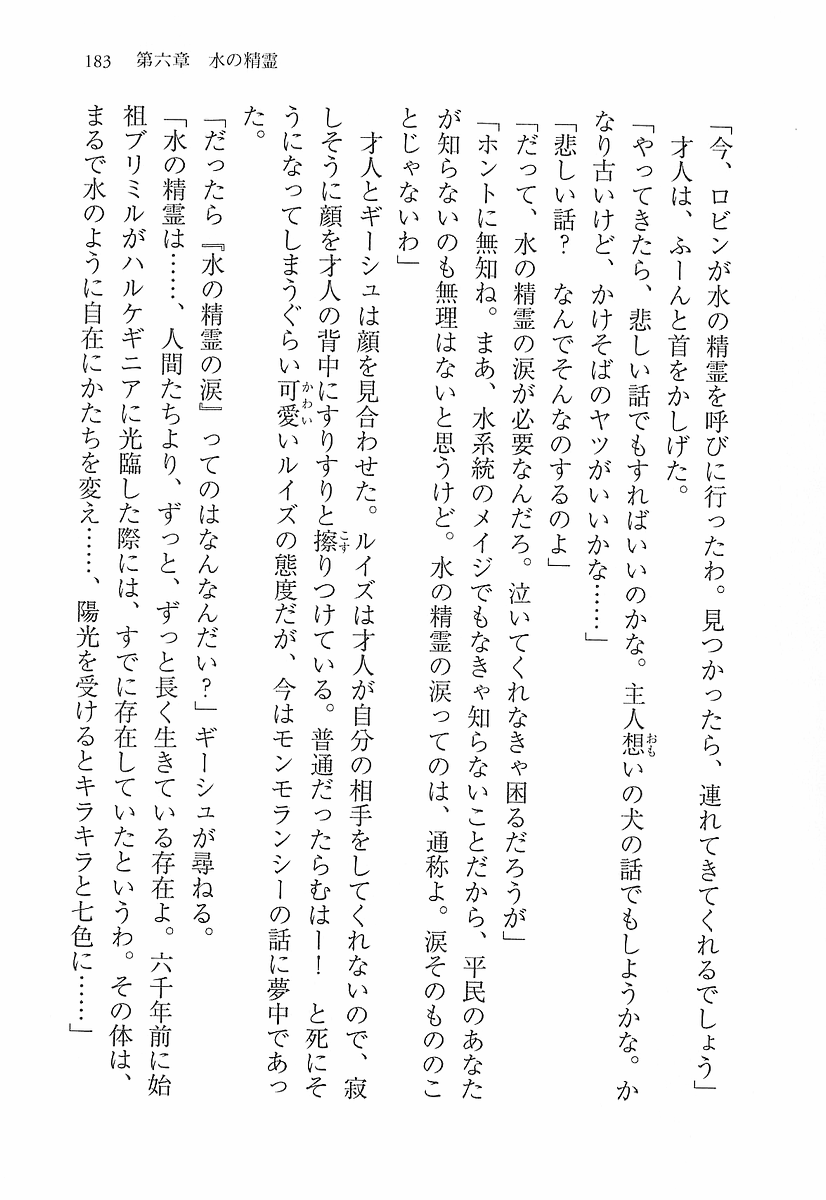 183 第六章 水の精霊
「今、ロビンが水の精霊を呼びに行ったわ。見つかったら、連れてきてくれるでしょう」
才人は、ふーんと首をかしげた。
「やってきたら、悲しい話でもすればいいのかな。主人想いの犬の話でもしようかな。か
なり古いけど、かけそばのヤツがいいかな……」
「悲しい話？　なんでそんなのするのよ」
「だって、水の精霊の涙が必要なんだろ。泣いてくれなきゃ困るだろうが」
「ホントに無知ね。まあ、水系統のメイジでもなきゃ知らないことだから、平民のあなた
が知らないのも無理はないと思うけど。水の精霊の涙ってのは、通称よ。涙そのもののこ
とじゃないわ」
才人とギーシュは顔を見合わせた。ルイズは才人が自分の相手をしてくれないので、寂
しそうに顔を才人の背中にすりすりと擦りつけている。普通だったらむはー！　と死にそ
うになってしまうぐらい可愛いルイズの態度だが、今はモンモランシーの話に夢中であっ
た。
「だったら『水の精霊の涙』ってのはなんなんだい？」ギーシュが尋ねる。
「水の精霊は……、人間たちより、ずっと、ずっと長く生きている存在よ。六千年前に始
祖ブリミルがハルケギニアに光臨した際には、すでに存在していたというわ。その体は、
まるで水のように自在にかたちを変え……、陽光を受けるとキラキラと七色に……」